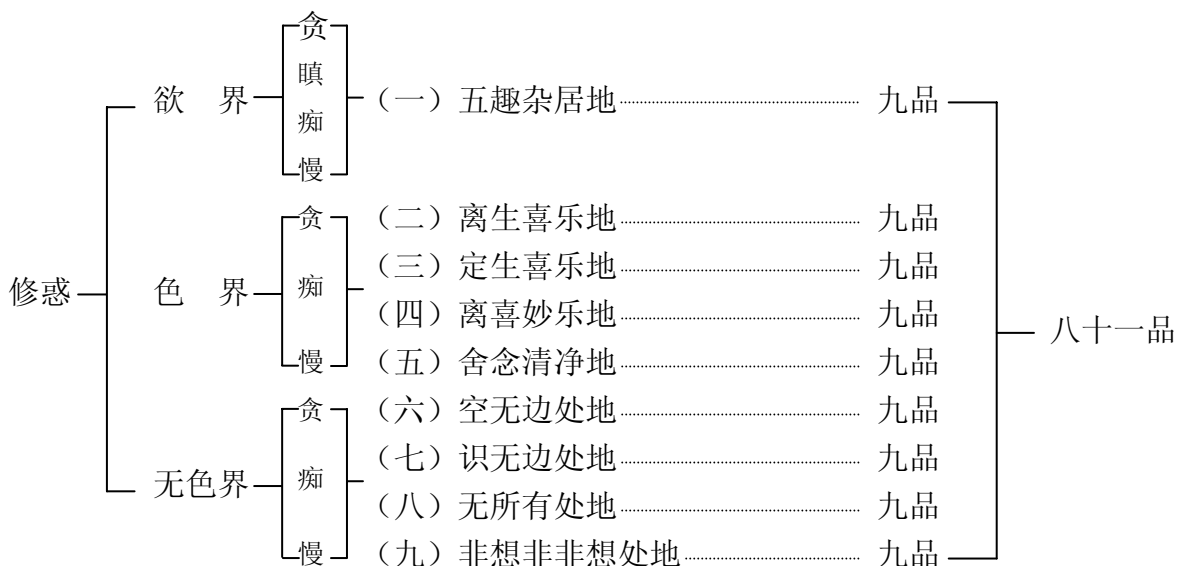 贪
瞋
欲 界 （一）五趣杂居地 九品
痴
慢
贪 （二）离生喜乐地 九品
（三）定生喜乐地 九品
修惑 色 界 痴
（四）离喜妙乐地 九品
八十一品
慢 （五）舍念清净地 九品
贪 （六）空无边处地 九品
（七）识无边处地 九品
无色界 痴
（八）无所有处地 九品
慢 （九）非想非非想处地 九品